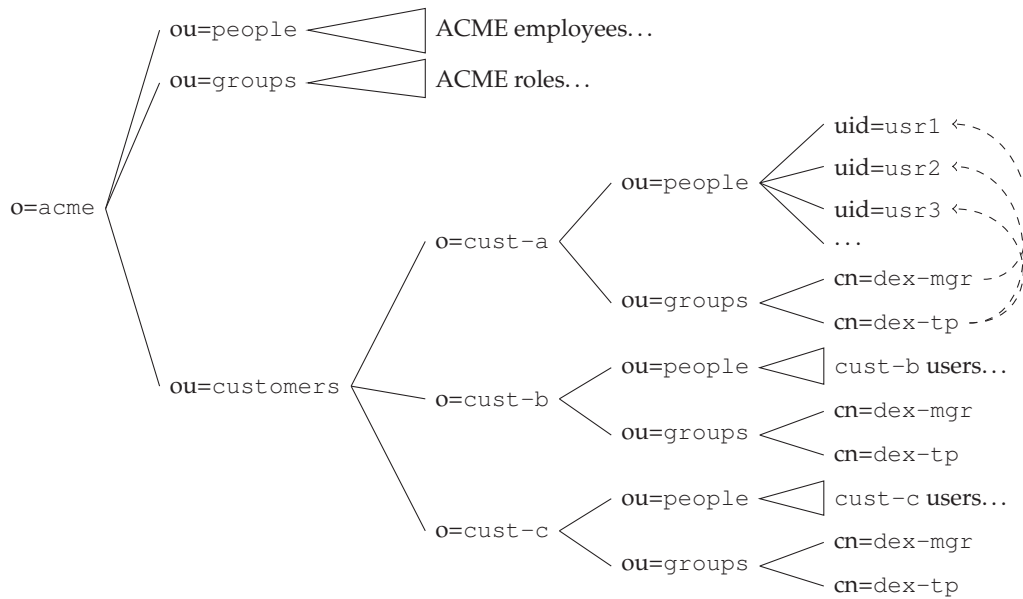 ou=people ACME employees...
ou=groups ACME roles...
uid=usr1
uid=usr2
ou=people
uid=usr3
o=acme
o=cust-a
...
cn=dex-mgr
ou=groups
cn=dex-tp
ou=people cust-b users...
ou=customers
o=cust-b
cn=dex-mgr
ou=groups
cn=dex-tp
ou=people cust-c users...
o=cust-c
cn=dex-mgr
ou=groups
cn=dex-tp